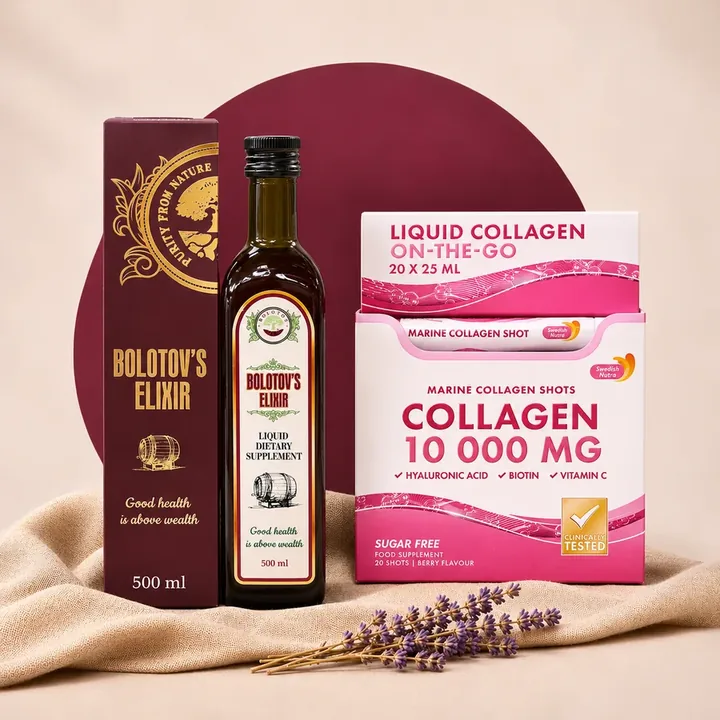 PURITY FROM NATURE
BOLOTOV'S
ELIXIR
Good health
is above wealth
500 ml
BOLOTOV
BOLOTOV'S
ELIXIR
LIQUID
DIETARY
SUPPLEMENT
Good health
is above wealth
500 ml
LIQUID COLLAGEN
ON-THE-GO
20 X 25 ML
MARINE COLLAGEN SHOT
Swedish
Nutra
Swedish
Nutra
MARINE COLLAGEN SHOTS
COLLAGEN
10 000 MG
✓ HYALURONIC ACID ✓ BIOTIN ✓ VITAMIN C
CLINICALLY
TESTED
SUGAR FREE
FOOD SUPPLEMENT
20 SHOTS | BERRY FLAVOUR